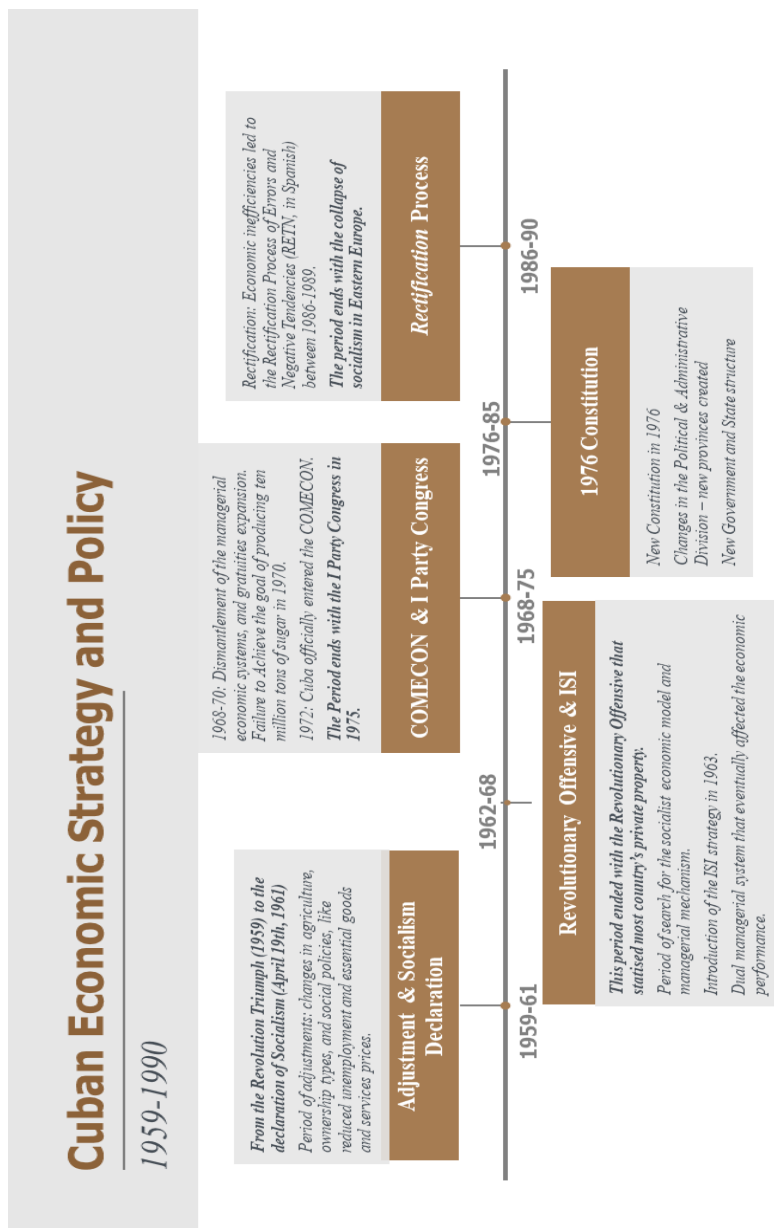 Cuban Economic Strategy and Policy
1959-1990
From the Revolution Triumph (1959) to the
declaration of Socialism (April 19th, 1961)
Period of adjustments: changes in agriculture,
ownership types, and social policies, like
reduced unemployment and essential goods
and services prices.
Adjustment & Socialism
Declaration
1959-61
1962-68
Revolutionary Offensive & ISI
This period ended with the Revolutionary Offensive that
statised most country's private property.
Period of search for the socialist economic model and
managerial mechanism.
Introduction of the ISI strategy in 1963.
Dual managerial system that eventually affected the economic
performance.
1968-70: Dismantlement of the managerial
economic systems, and gratuities expansion.
Failure to Achieve the goal of producing ten
million tons of sugar in 1970.
1972: Cuba officially entered the COMECON.
The Period ends with the I Party Congress in
1975.
COMECON & I Party Congress
1968-75
1976-85
1976 Constitution
New Constitution in 1976
Changes in the Political & Administrative
Division – new provinces created
New Government and State structure
Rectification: Economic inefficiencies led to
the Rectification Process of Errors and
Negative Tendencies (RETN, in Spanish)
between 1986-1989.
The period ends with the collapse of
socialism in Eastern Europe.
Rectification Process
1986-90